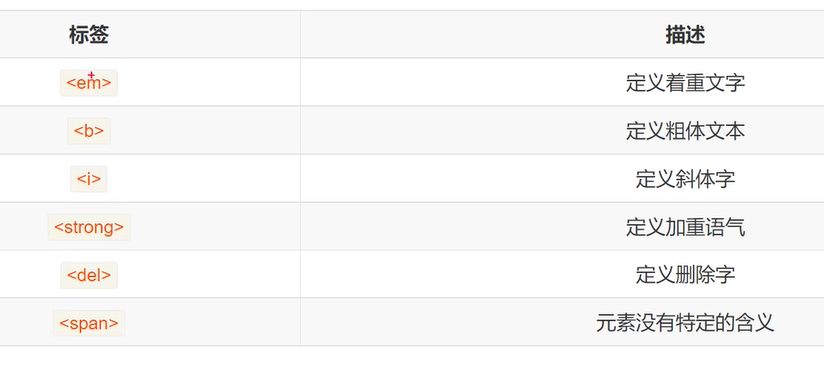 标签 描述
<em> 定义着重文字
<b> 定义粗体文本
<i> 定义斜体字
<strong> 定义加重语气
<del> 定义删除字
<span> 元素没有特定的含义